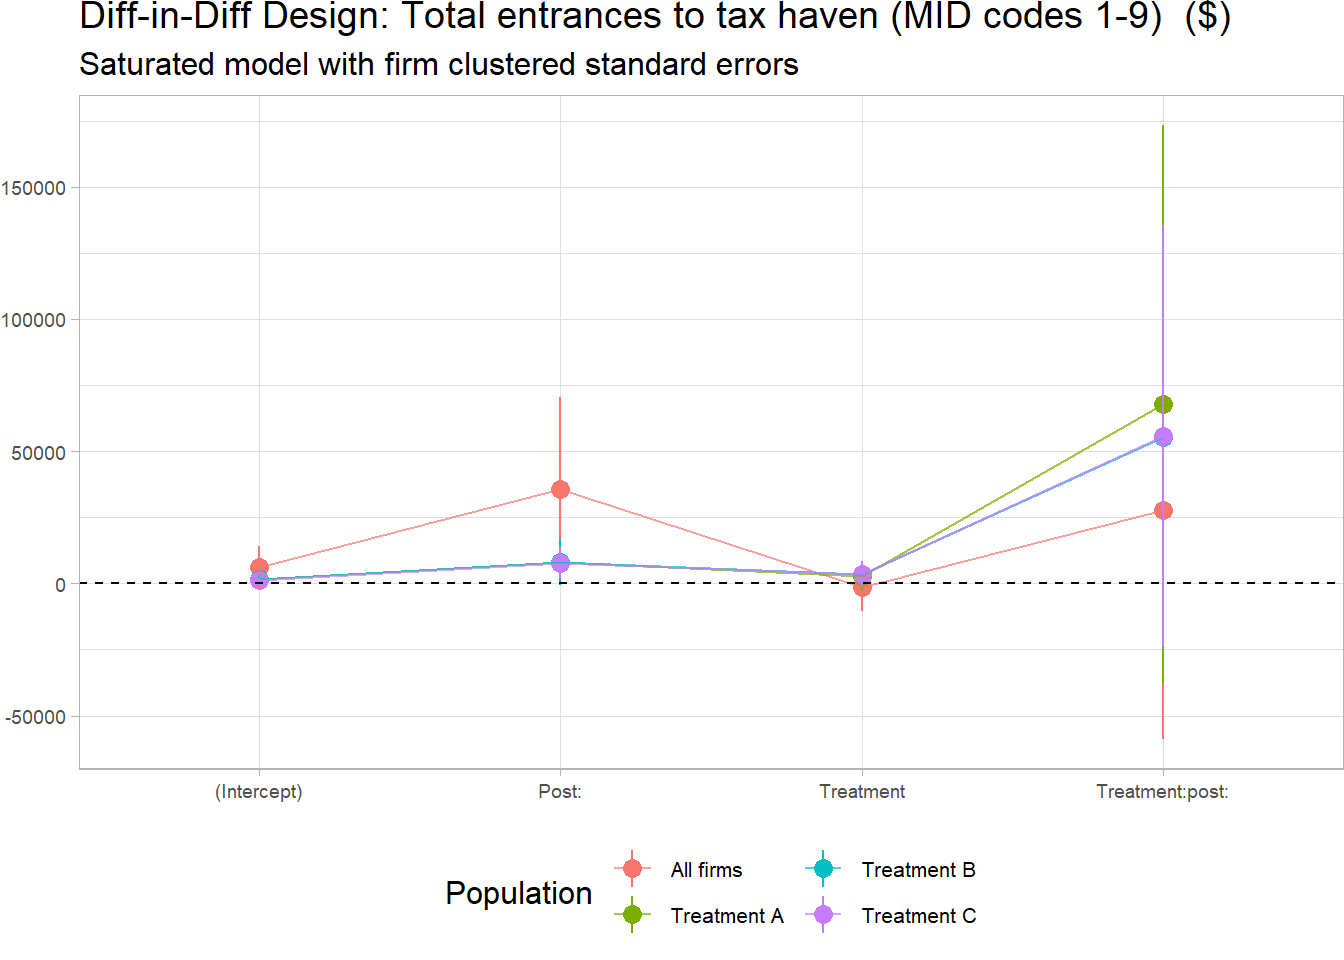 Diff-in-Diff Design: Total entrances to tax haven (MID codes 1-9)  ($)
Saturated model with firm clustered standard errors
150000
100000
50000
0
-50000
(Intercept) Post: Treatment Treatment:post:
Population
All firms Treatment B
Treatment A Treatment C